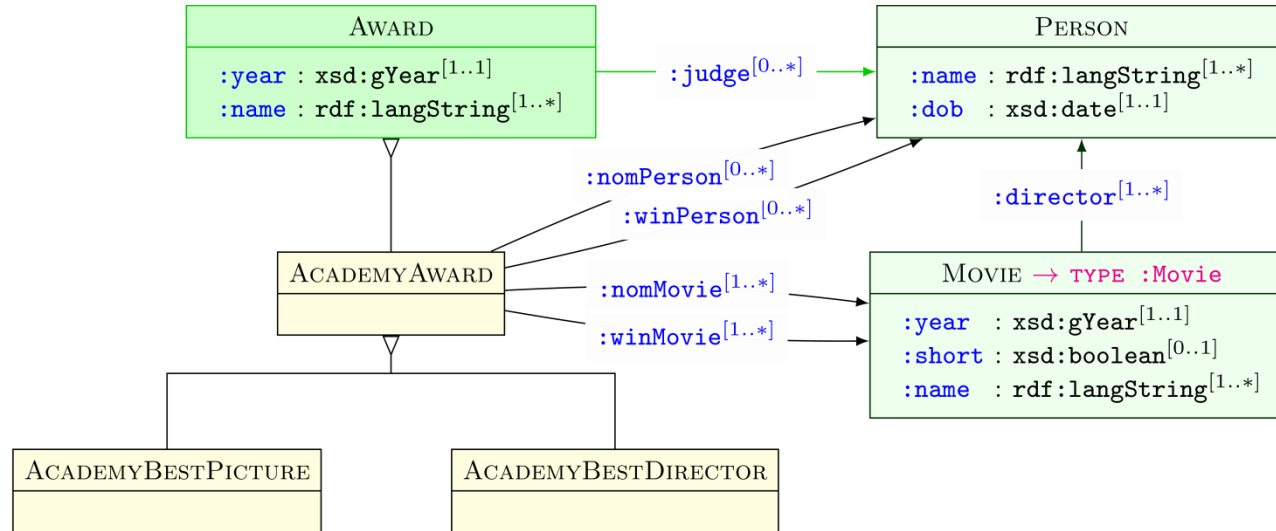 AWARD
:year : xsd:gYear[1..1]
:name : rdf:langString[1..*]
:judge[0..*]
PERSON
:name : rdf:langString[1..*]
:dob : xsd:date[1..1]
:nomPerson[0..*]
:winPerson[0..*]
:director[1..*]
ACADEMYAWARD
:nomMovie[1..*]
:winMovie[1..*]
MOVIE → TYPE :Movie
:year : xsd:gYear[1..1]
:short : xsd:boolean[0..1]
:name : rdf:langString[1..*]
ACADEMYBESTPICTURE
ACADEMYBESTDIRECTOR